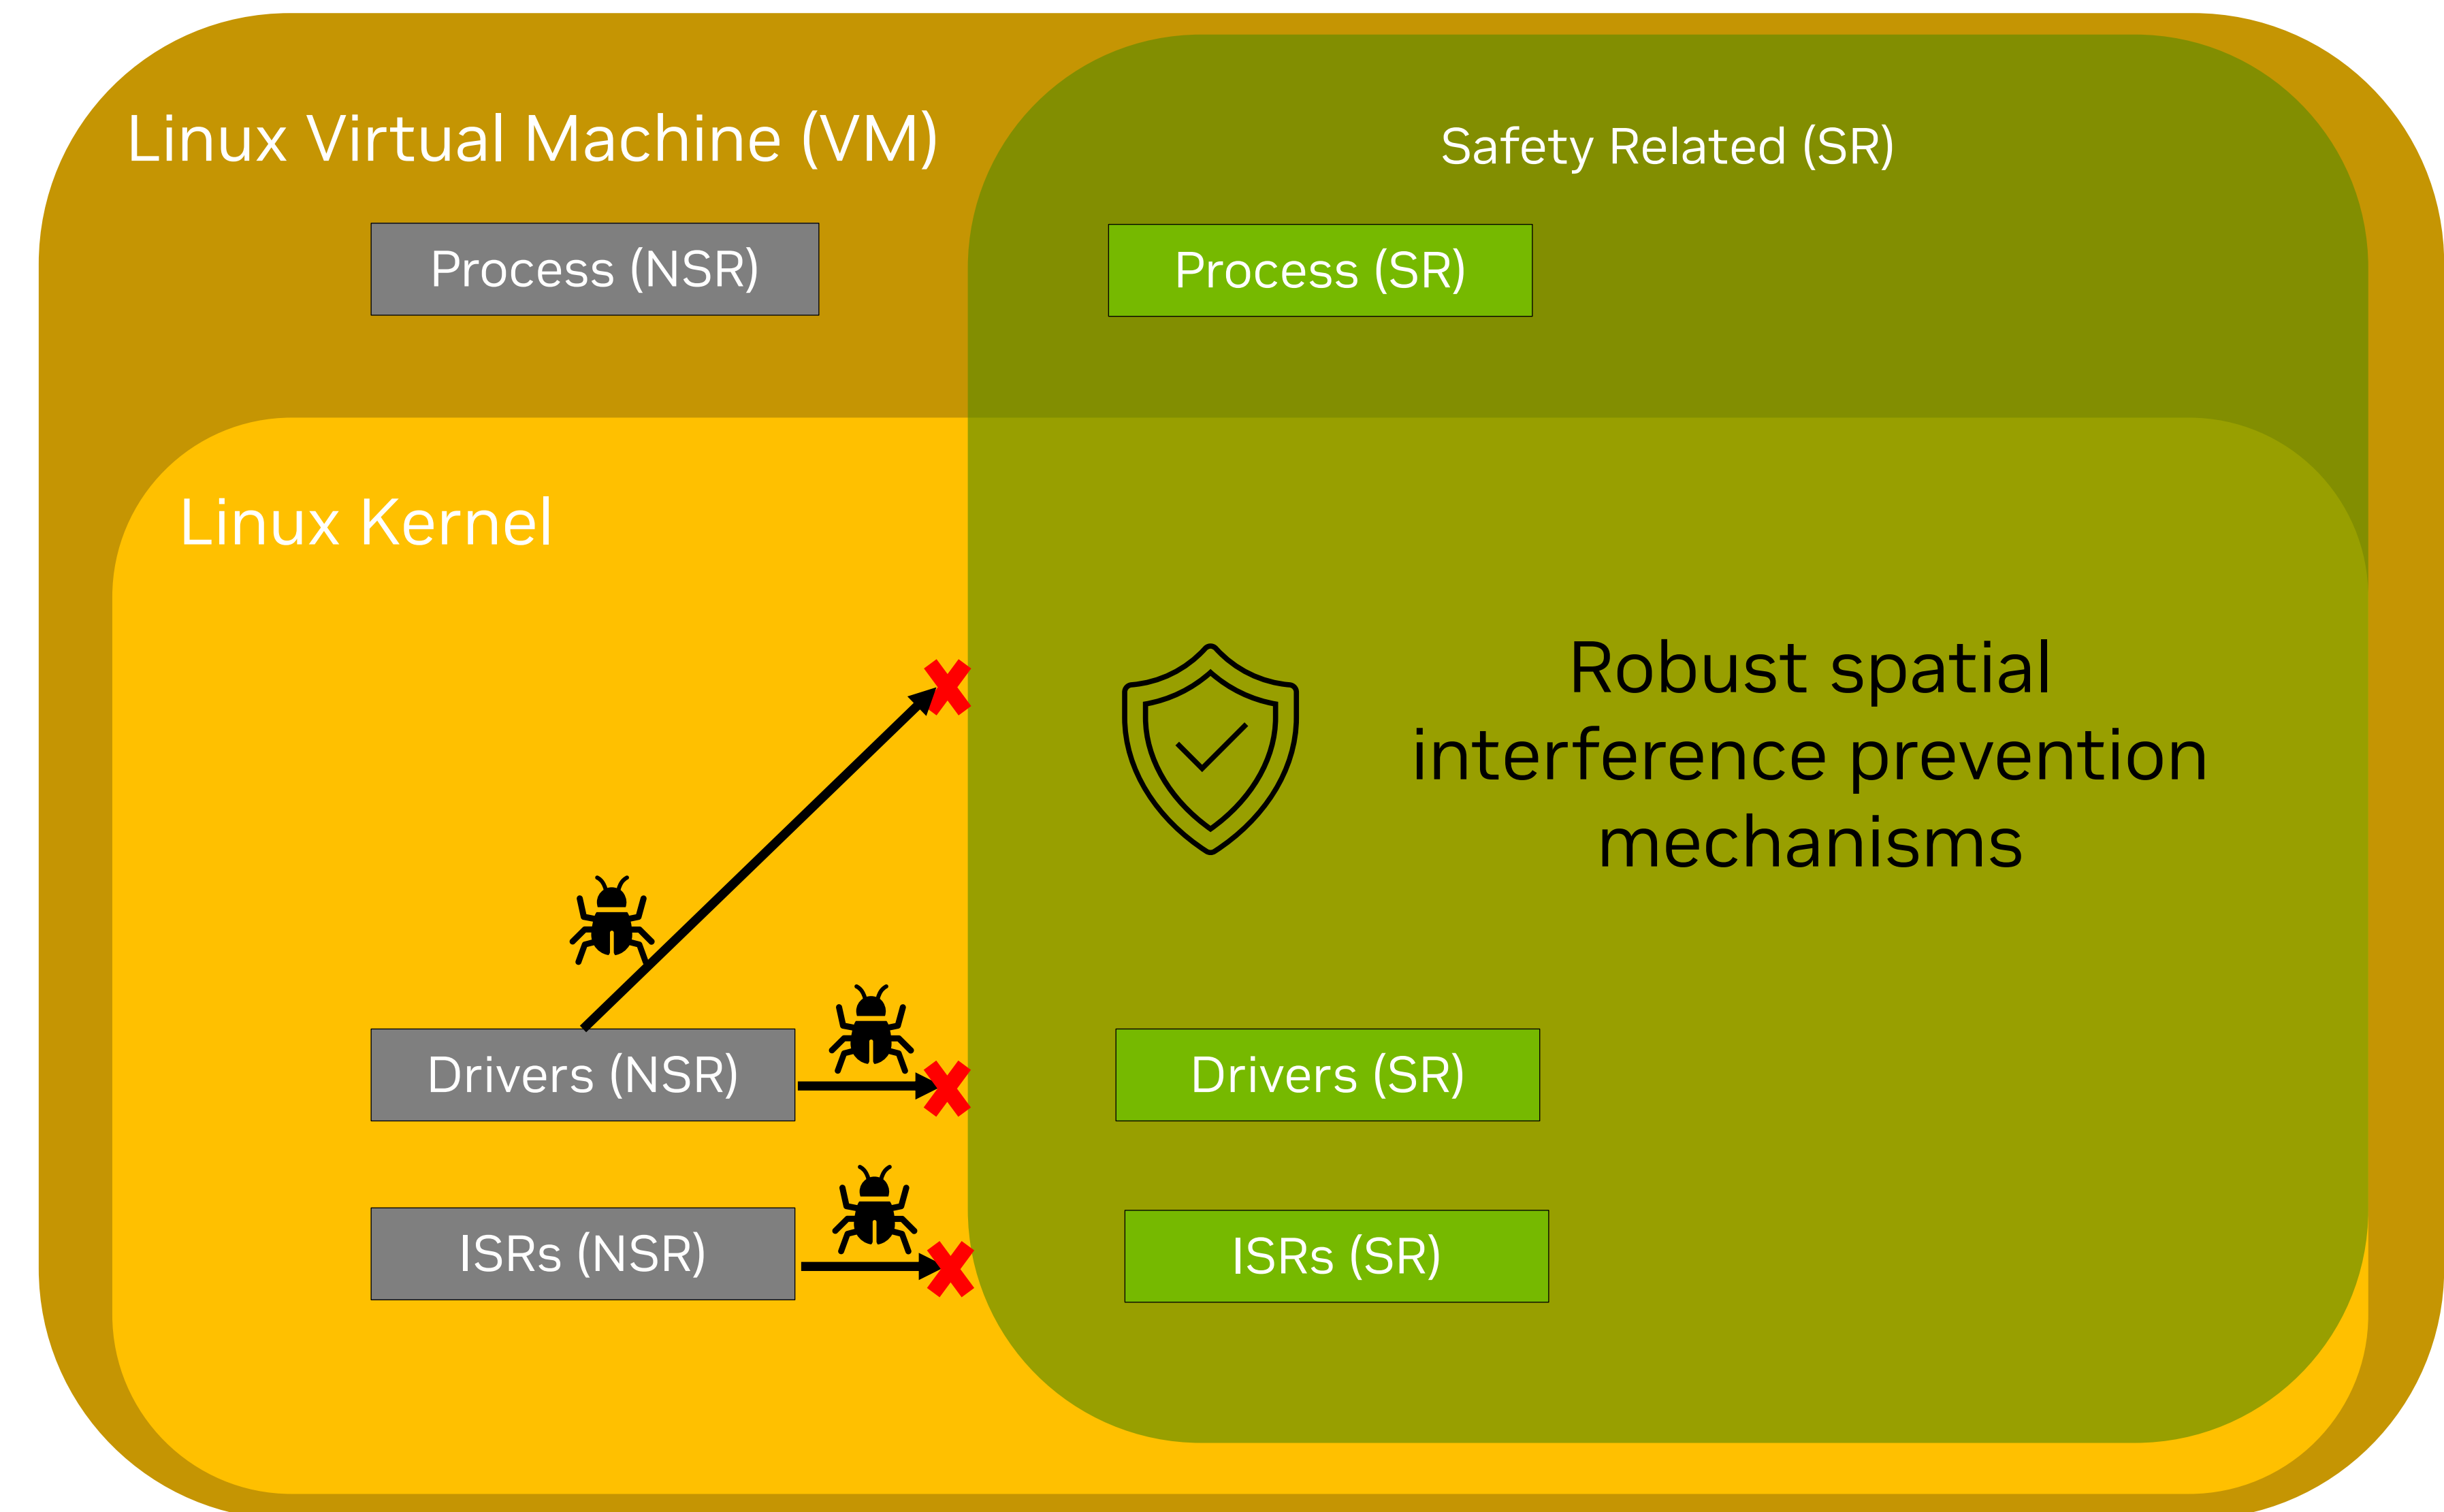 Linux Virtual Machine (VM)
Safety Related (SR)
Process (NSR)
Process (SR)
Linux Kernel
Robust spatial
interference prevention
mechanisms
Drivers (NSR)
Drivers (SR)
ISRs (NSR)
ISRs (SR)